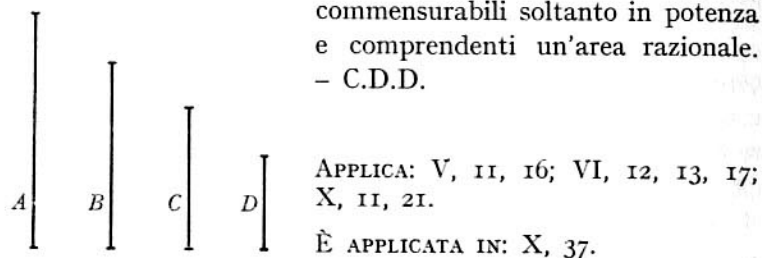 commensurabili soltanto in potenza
e comprendenti un'area razionale.
– C.D.D.
APPLICA: V, 11, 16; VI, 12, 13, 17;
X, 11, 21.
È APPLICATA IN: X, 37.
A B C D